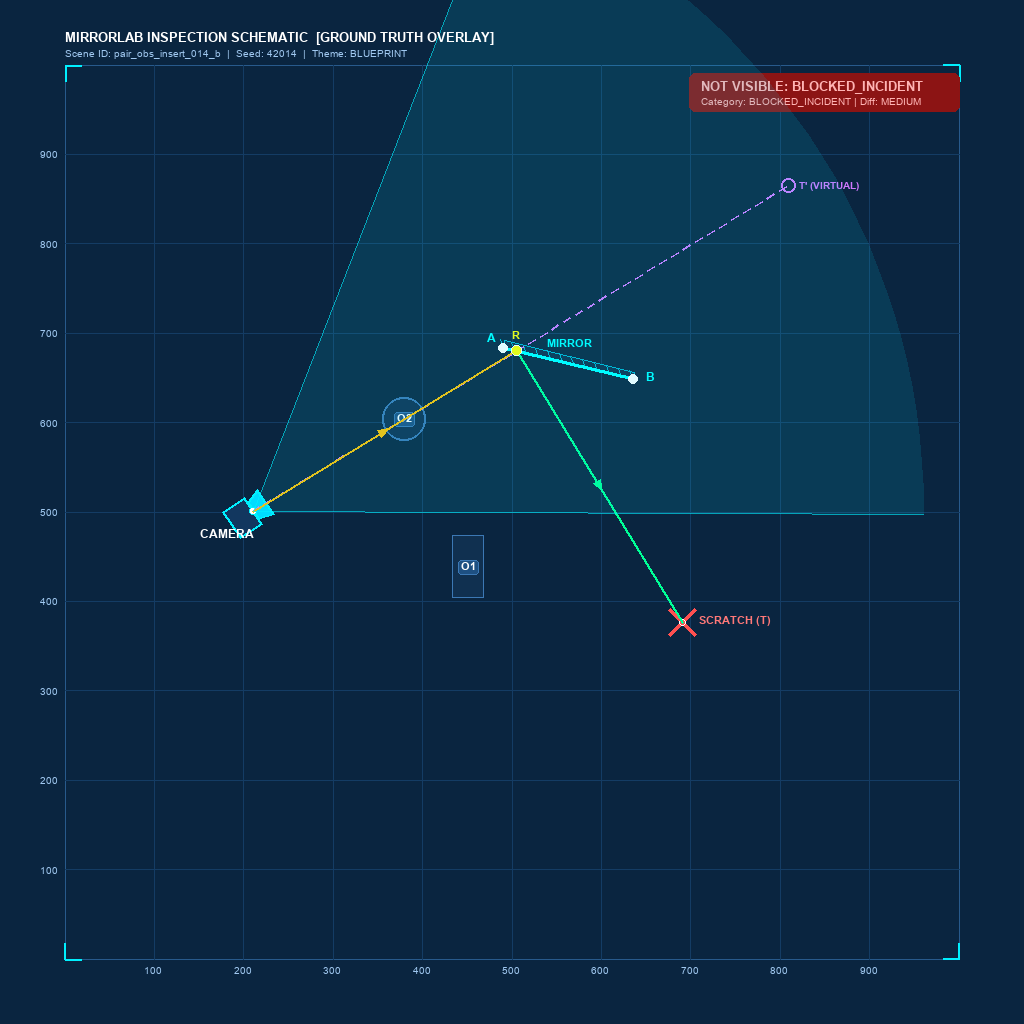 MIRRORLAB INSPECTION SCHEMATIC [GROUND TRUTH OVERLAY]
Scene ID: pair_obs_insert_014_b | Seed: 42014 | Theme: BLUEPRINT
NOT VISIBLE: BLOCKED_INCIDENT
Category: BLOCKED_INCIDENT | Diff: MEDIUM
900
T' (VIRTUAL)
800
700
A
R
MIRROR
B
600
O2
500
CAMERA
O1
400
SCRATCH (T)
300
200
100
100 200 300 400 500 600 700 800 900